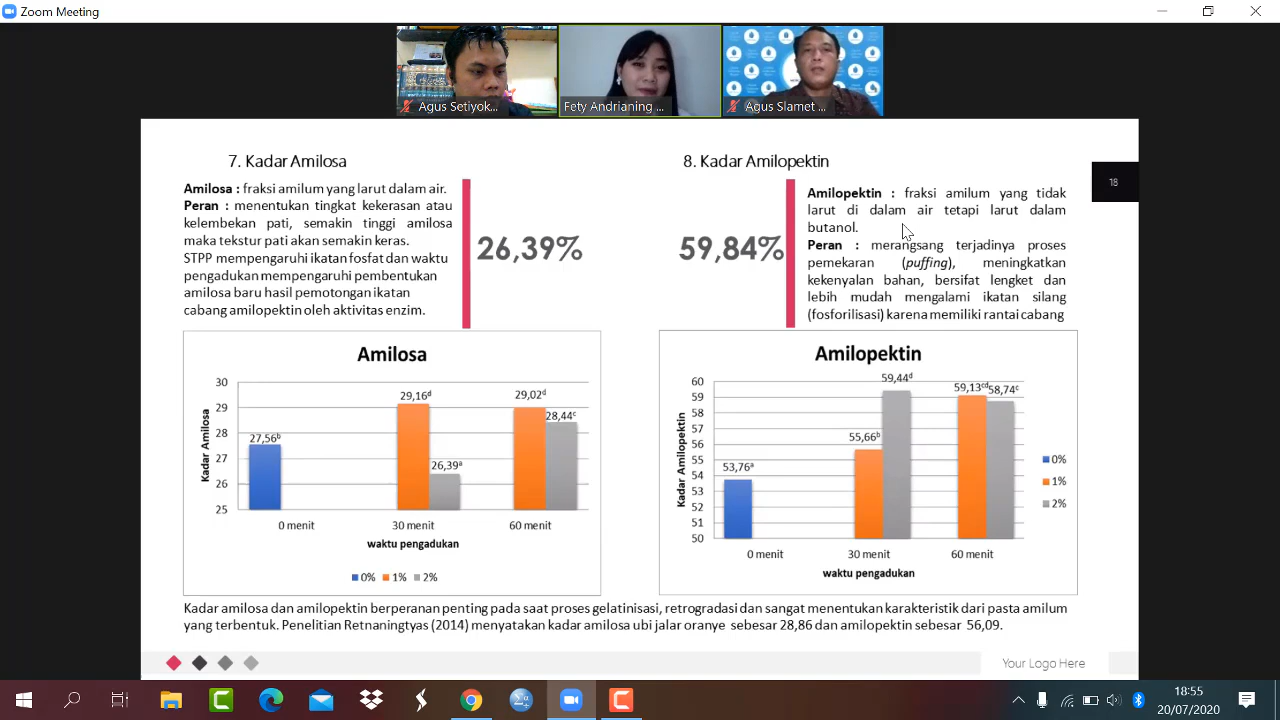 Zoom Meeting
Agus Setiyok...
Fety Andrianing ...
Agus Slamet ...
7. Kadar Amilosa
Amilosa : fraksi amilum yang larut dalam air.
Peran : menentukan tingkat kekerasan atau
kelembekan pati, semakin tinggi amilosa
maka tekstur pati akan semakin keras.
STPP mempengaruhi ikatan fosfat dan waktu
pengadukan mempengaruhi pembentukan
amilosa baru hasil pemotongan ikatan
cabang amilopektin oleh aktivitas enzim.
26,39%
8. Kadar Amilopektin
18
59,84%
Amilopektin : fraksi amilum yang tidak
larut di dalam air tetapi larut dalam
butanol.
Peran : merangsang terjadinya proses
pemekaran (puffing), meningkatkan
kekenyalan bahan, bersifat lengket dan
lebih mudah mengalami ikatan silang
(fosforilisasi) karena memiliki rantai cabang
Amilosa
Kadar Amilosa
30
29
28
27
26
25
27,56ᵇ
29,16ᵈ
26,39ᵃ
29,02ᵈ
28,44ᶜ
0 menit 30 menit 60 menit
waktu pengadukan
0% 1% 2%
Amilopektin
Kadar Amilopektin
60
59
58
57
56
55
54
53
52
51
50
53,76ᵃ
55,66ᵇ
59,44ᵈ
59,13ᶜᵈ
58,74ᶜ
0 menit 30 menit 60 menit
waktu pengadukan
0%
1%
2%
Kadar amilosa dan amilopektin berperanan penting pada saat proses gelatinisasi, retrogradasi dan sangat menentukan karakteristik dari pasta amilum
yang terbentuk. Penelitian Retnaningtyas (2014) menyatakan kadar amilosa ubi jalar oranye sebesar 28,86 dan amilopektin sebesar 56,09.
Your Logo Here
18:55
20/07/2020